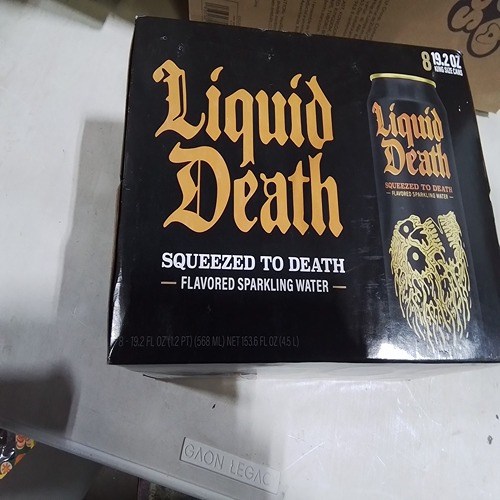 8 19.2 OZ
KING SIZE CANS
Liquid
Death
SQUEEZED TO DEATH
FLAVORED SPARKLING WATER
8 - 19.2 FL OZ (1.2 PT) (568 ML) NET 153.6 FL OZ (4.5 L)
Liquid
Death
SQUEEZED TO DEATH
FLAVORED SPARKLING WATER
GAON LEGAC